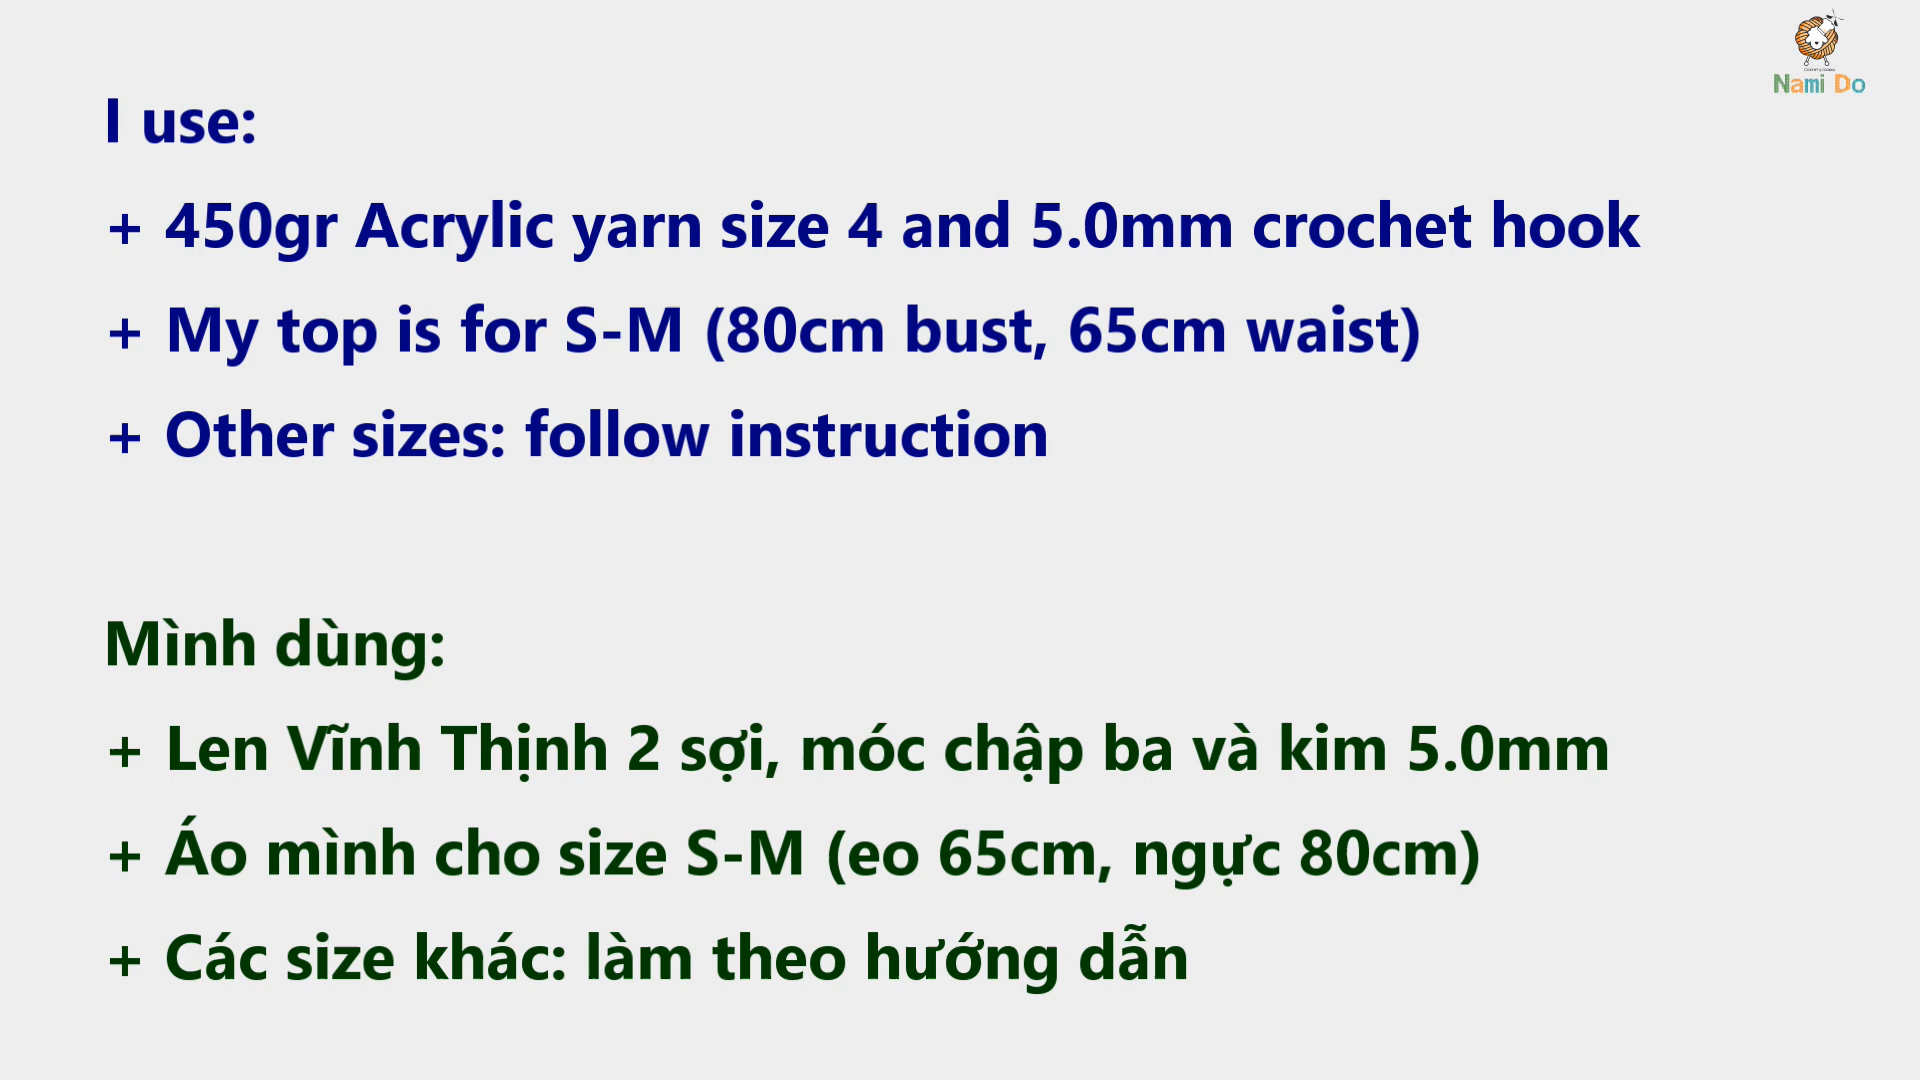 Nami Do
I use:
+ 450gr Acrylic yarn size 4 and 5.0mm crochet hook
+ My top is for S-M (80cm bust, 65cm waist)
+ Other sizes: follow instruction
Mình dùng:
+ Len Vĩnh Thịnh 2 sợi, móc chập ba và kim 5.0mm
+ Áo mình cho size S-M (eo 65cm, ngực 80cm)
+ Các size khác: làm theo hướng dẫn